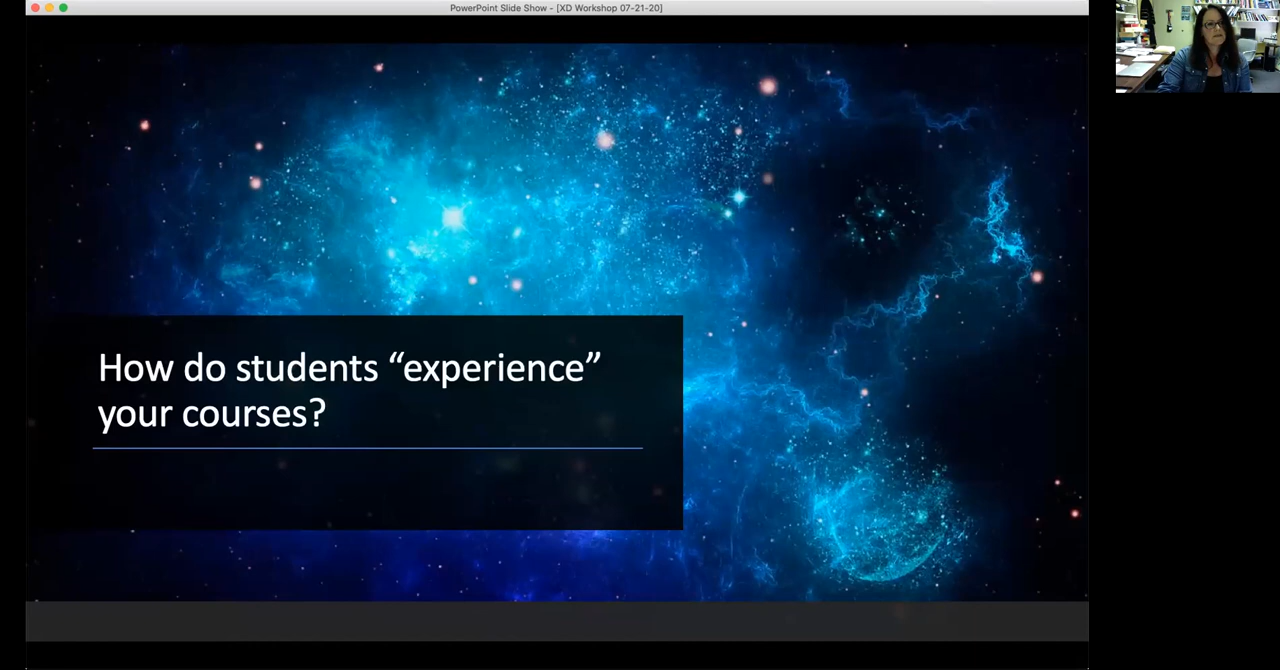 PowerPoint Slide Show - [XD Workshop 07-21-20]
How do students “experience”
your courses?